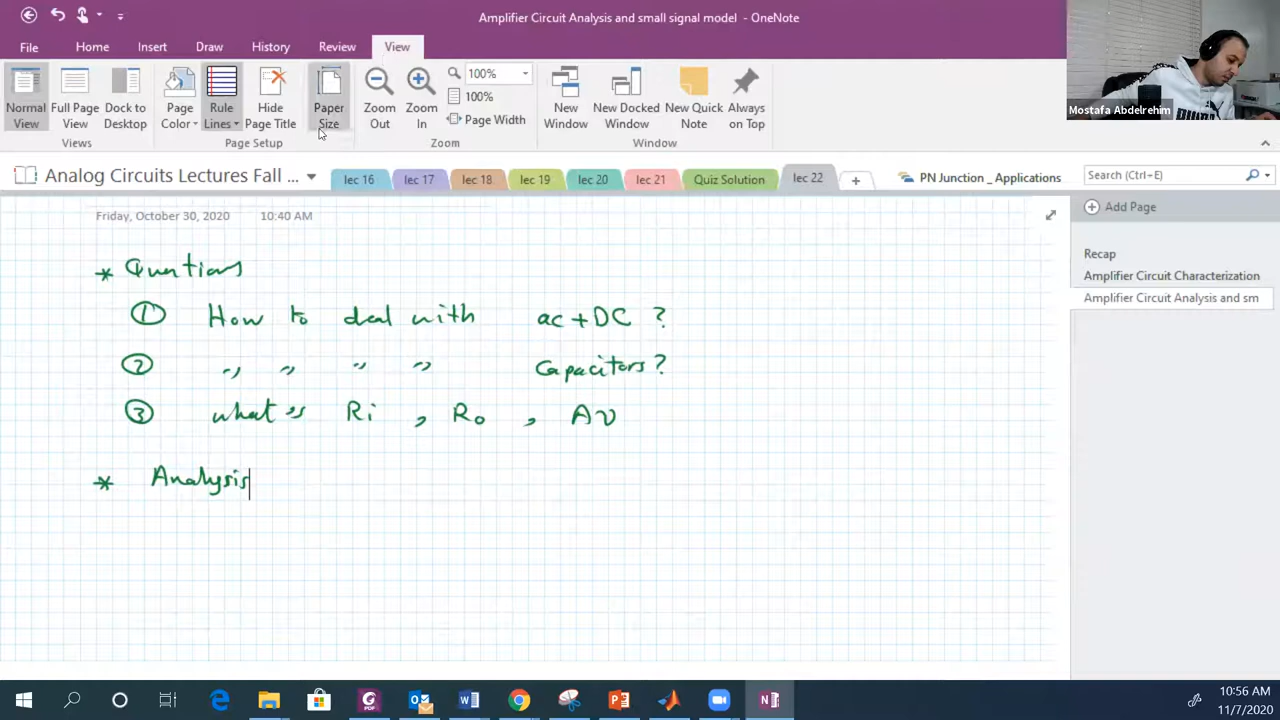 Amplifier Circuit Analysis and small signal model - OneNote
File Home Insert Draw History Review View
Normal View Full Page View Dock to Desktop Page Color Rule Lines Hide Page Title Paper Size Zoom Out Zoom In 100% 100% Page Width New Window New Docked Window New Quick Note Always on Top
Views Page Setup Zoom Window
Mostafa Abdelrehim
Analog Circuits Lectures Fall ... lec 16 lec 17 lec 18 lec 19 lec 20 lec 21 Quiz Solution lec 22 + PN Junction _ Applications Search (Ctrl+E)
Friday, October 30, 2020 10:40 AM
* Questions
① How to deal with ac + DC ?
② " " " " Capacitors?
③ what is Ri , Ro , Av
* Analysis
Add Page
Recap
Amplifier Circuit Characterization
Amplifier Circuit Analysis and sm
10:56 AM
11/7/2020